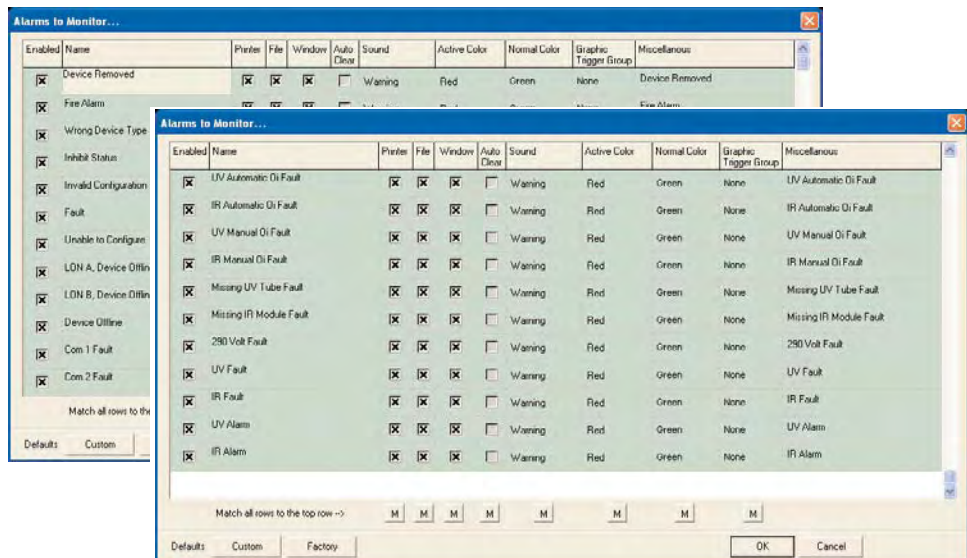 Alarms to Monitor...
Enabled Name Printer File Window Auto Clear Sound Active Color Normal Color Graphic Trigger Group Miscellanous
Device Removed Warning Red Green None Device Removed
Fire Alarm Fire Alarm
Wrong Device Type
Inhibit Status
Invalid Configuration
Fault
Unable to Configure
LON A, Device Offlin
LON B, Device Offlin
Device Offline
Com 1 Fault
Com 2 Fault
Match all rows to the
Defaults Custom
Alarms to Monitor...
Enabled Name Printer File Window Auto Clear Sound Active Color Normal Color Graphic Trigger Group Miscellanous
UV Automatic Oi Fault Warning Red Green None UV Automatic Oi Fault
IR Automatic Oi Fault Warning Red Green None IR Automatic Oi Fault
UV Manual Oi Fault Warning Red Green None UV Manual Oi Fault
IR Manual Oi Fault Warning Red Green None IR Manual Oi Fault
Missing UV Tube Fault Warning Red Green None Missing UV Tube Fault
Missing IR Module Fault Warning Red Green None Missing IR Module Fault
290 Volt Fault Warning Red Green None 290 Volt Fault
UV Fault Warning Red Green None UV Fault
IR Fault Warning Red Green None IR Fault
UV Alarm Warning Red Green None UV Alarm
IR Alarm Warning Red Green None IR Alarm
Match all rows to the top row --> M M M M M M M M
Defaults Custom Factory OK Cancel